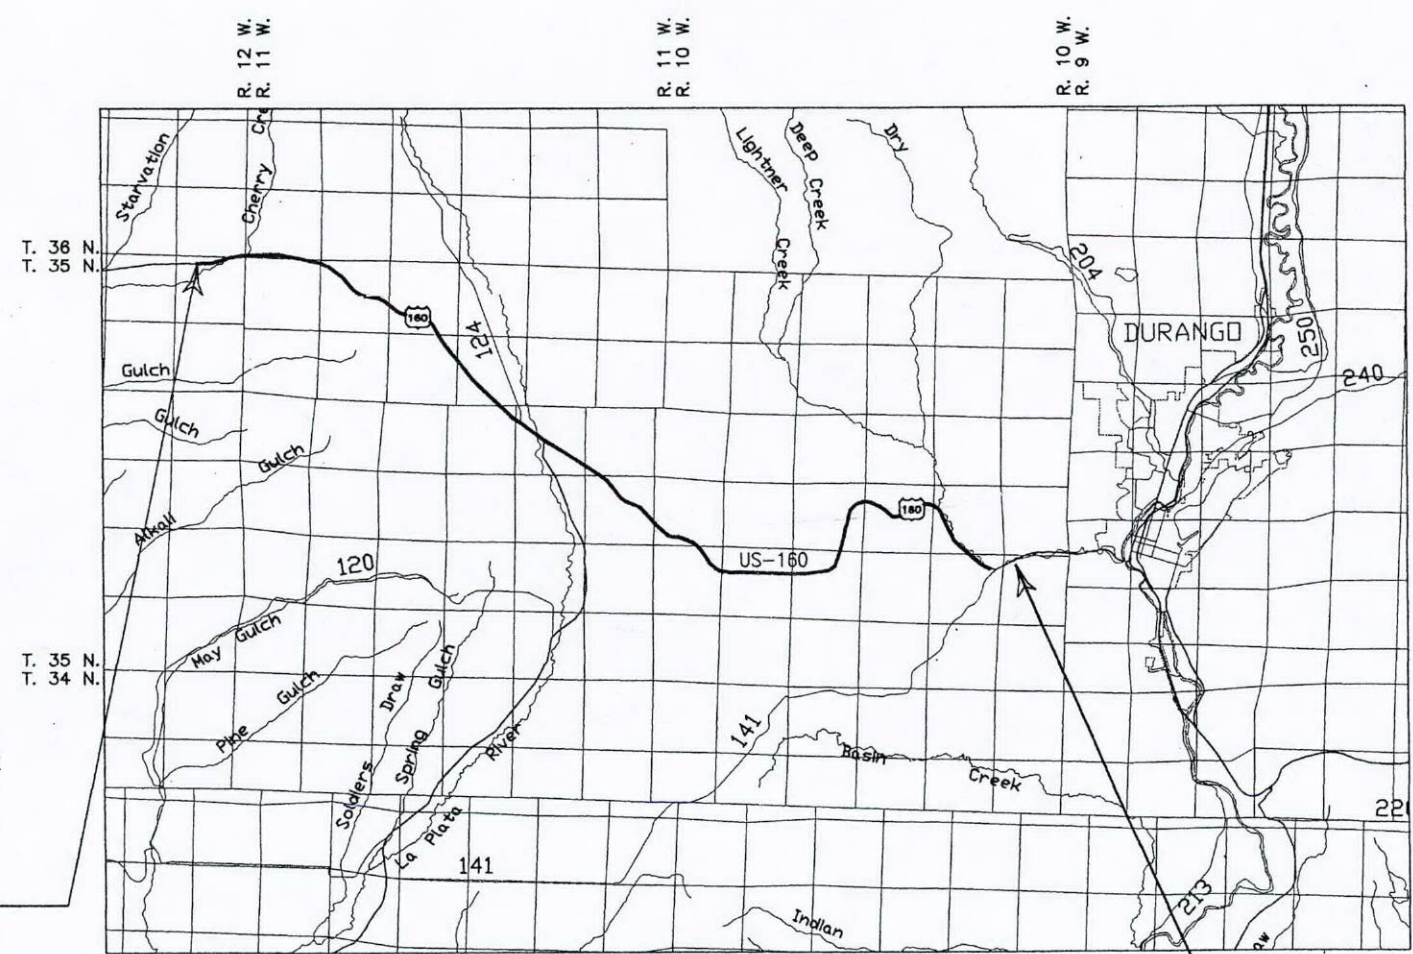 R. 12 W.
R. 11 W.
R. 11 W.
R. 10 W.
R. 10 W.
R. 9 W.
Starvation
Cherry Cre
Lightner
Creek
Deep
Creek
Dry
T. 36 N.
T. 35 N.
204
160
124
DURANGO
250
240
Gulch
Gulch
Gulch
Alkali
160
US-160
120
May Gulch
T. 35 N.
T. 34 N.
Pine Gulch
Soldiers Draw
Spring Gulch
La Plata River
141
Basin Creek
220
141
213
Indian
aw